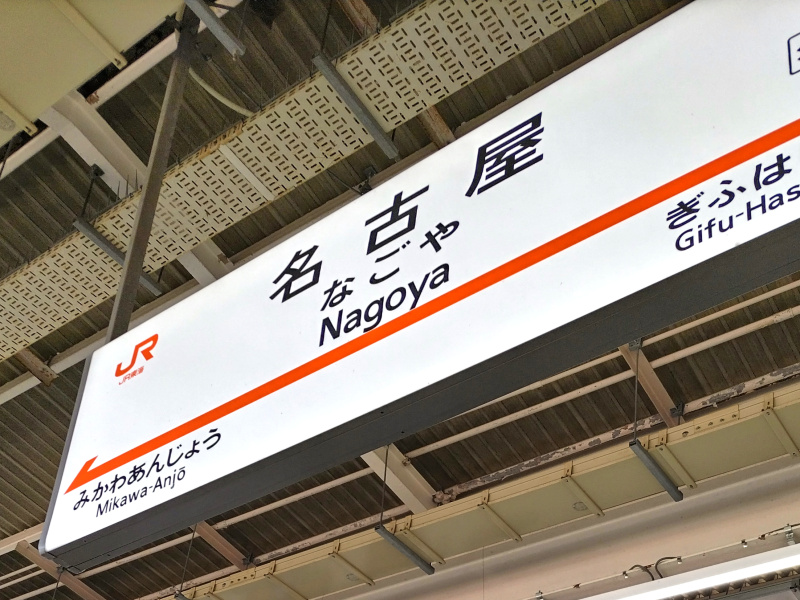 名古屋
なごや
Nagoya
JR
JR東海
みかわあんじょう
Mikawa-Anjō
ぎふは
Gifu-Has